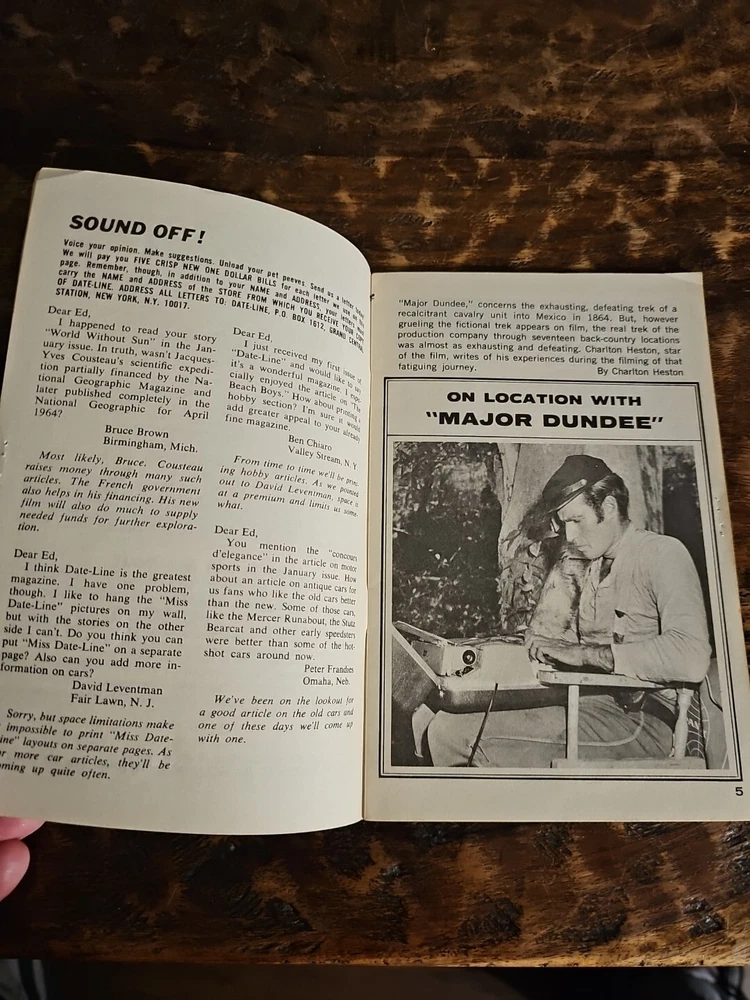 SOUND OFF!
Voice your opinion. Make suggestions. Unload your pet peeves. Send us a letter
We will pay you FIVE CRISP NEW ONE DOLLAR BILLS for each letter we use on this
page. Remember, though, in addition to your NAME and ADDRESS, your letter must
carry the NAME and ADDRESS of the STORE FROM WHICH YOU RECEIVE YOUR COPY
OF DATE-LINE. ADDRESS ALL LETTERS TO: DATE-LINE, P.O. BOX 1612, GRAND CENTRAL
STATION, NEW YORK, N.Y. 10017.
Dear Ed,
I happened to read your story
"World Without Sun" in the Jan-
uary issue. In truth, wasn't Jacques-
Yves Cousteau's scientific expedi-
tion partially financed by the Na-
tional Geographic Magazine and
later published completely in the
National Geographic for April
1964?
Bruce Brown
Birmingham, Mich.
Most likely, Bruce. Cousteau
raises money through many such
articles. The French government
also helps in his financing. His new
film will also do much to supply
needed funds for further explora-
tion.
Dear Ed,
I think Date-Line is the greatest
magazine. I have one problem,
though. I like to hang the "Miss
Date-Line" pictures on my wall,
but with the stories on the other
side I can't. Do you think you can
put "Miss Date-Line" on a separate
page? Also can you add more in-
formation on cars?
David Leventman
Fair Lawn, N. J.
Sorry, but space limitations make
impossible to print "Miss Date-
ine" layouts on separate pages. As
r more car articles, they'll be
ming up quite often.
Dear Ed,
I just received my first issue of
"Date-Line" and would like to say
it's a wonderful magazine. I espe-
cially enjoyed the article on "The
Beach Boys." How about printing a
hobby section? I'm sure it would
add greater appeal to your already
fine magazine.
Ben Chiaro
Valley Stream, N. Y.
From time to time we'll be print-
ing hobby articles. As we pointed
out to David Leventman, space is
at a premium and limits us some-
what.
Dear Ed,
You mention the "concours
d'elegance" in the article on motor
sports in the January issue. How
about an article on antique cars for
us fans who like the old cars better
than the new. Some of those cars,
like the Mercer Runabout, the Stutz
Bearcat and other early speedsters
were better than some of the hot-
shot cars around now.
Peter Frandies
Omaha, Neb.
We've been on the lookout for
a good article on the old cars and
one of these days we'll come up
with one.
"Major Dundee," concerns the exhausting, defeating trek of a
recalcitrant cavalry unit into Mexico in 1864. But, however
grueling the fictional trek appears on film, the real trek of the
production company through seventeen back-country locations
was almost as exhausting and defeating. Charlton Heston, star
of the film, writes of his experiences during the filming of that
fatiguing journey. By Charlton Heston
ON LOCATION WITH
"MAJOR DUNDEE"
5